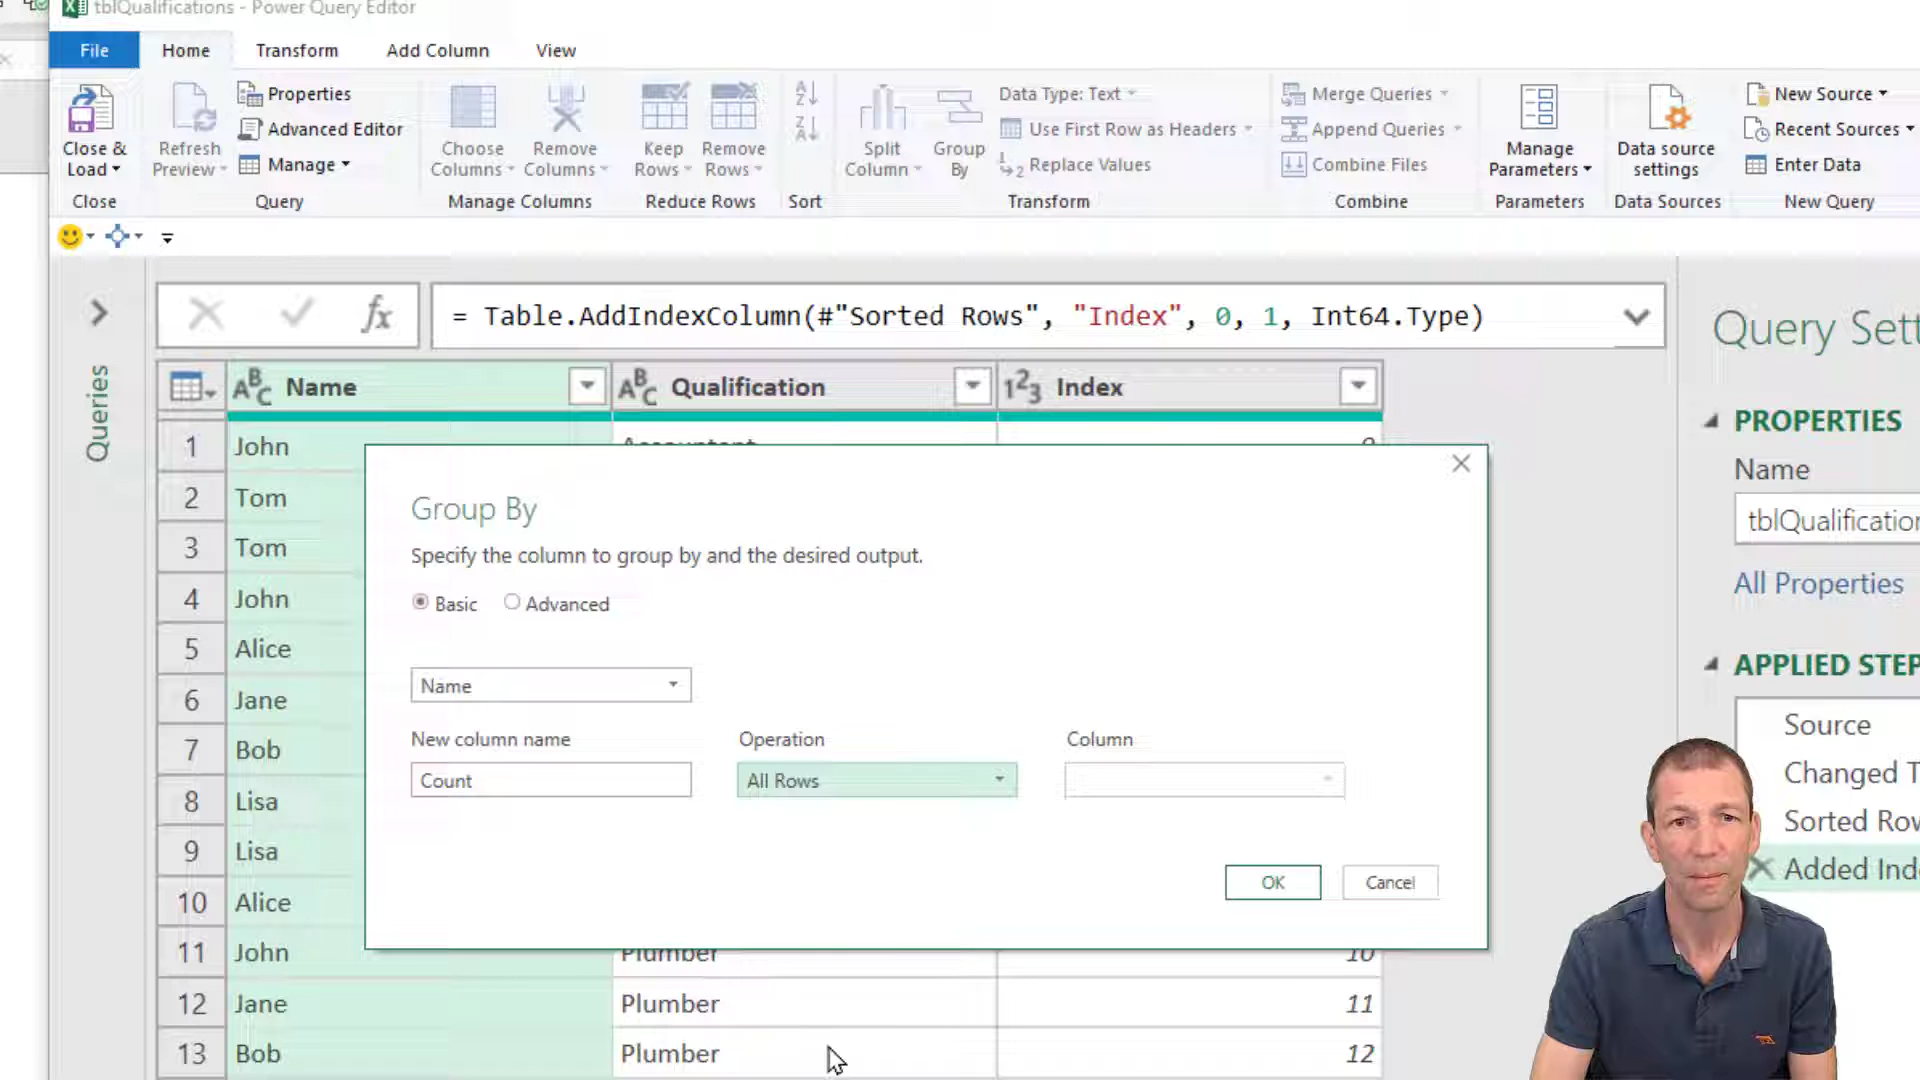 tblQualifications - Power Query Editor
File Home Transform Add Column View
Close & Load
Refresh Preview
Properties
Advanced Editor
Manage
Choose Columns
Remove Columns
Keep Rows
Remove Rows
Split Column
Group By
Data Type: Text
Use First Row as Headers
Replace Values
Merge Queries
Append Queries
Combine Files
Manage Parameters
Data source settings
New Source
Recent Sources
Enter Data
Close Query Manage Columns Reduce Rows Sort Transform Combine Parameters Data Sources New Query
= Table.AddIndexColumn(#"Sorted Rows", "Index", 0, 1, Int64.Type)
Queries
Name Qualification Index
1 John
2 Tom
3 Tom
4 John
5 Alice
6 Jane
7 Bob
8 Lisa
9 Lisa
10 Alice
11 John Plumber 10
12 Jane Plumber 11
13 Bob Plumber 12
Group By
Specify the column to group by and the desired output.
Basic Advanced
Name
New column name Operation Column
Count All Rows
OK Cancel
Query Sett
PROPERTIES
Name
tblQualification
All Properties
APPLIED STEP
Source
Changed T
Sorted Row
Added Inde